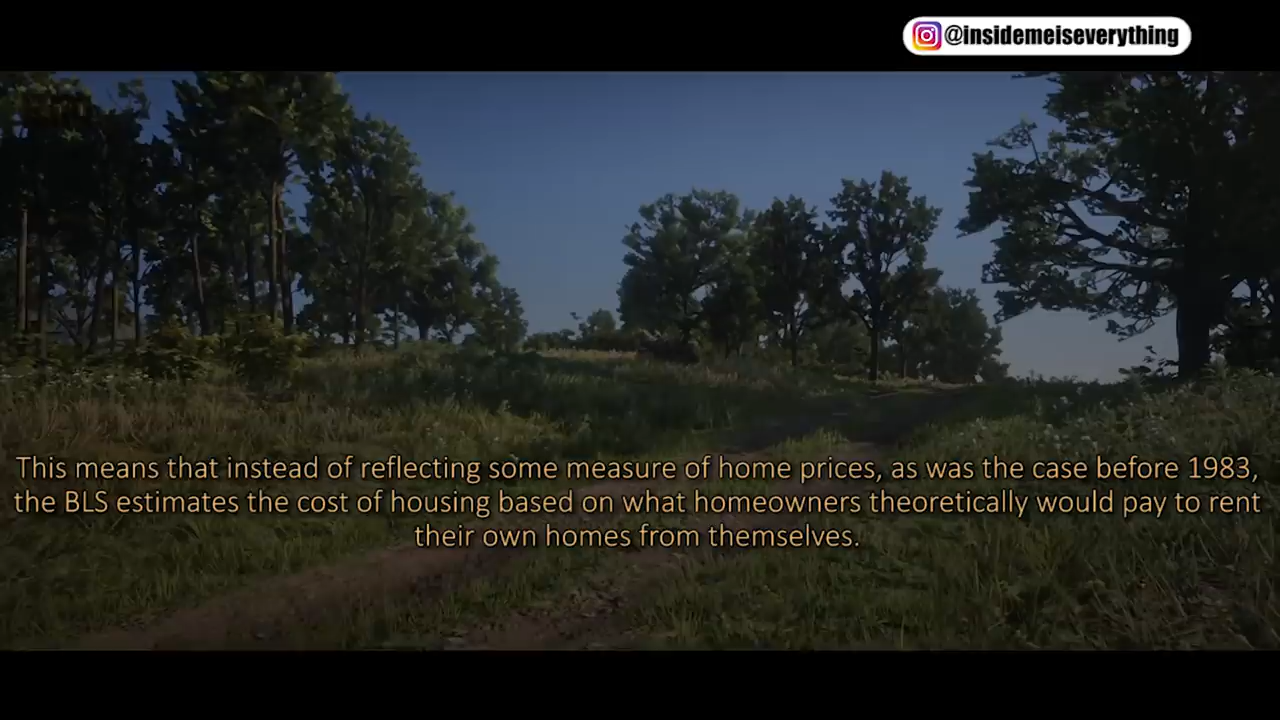 @insidemeiseverything
This means that instead of reflecting some measure of home prices, as was the case before 1983,
the BLS estimates the cost of housing based on what homeowners theoretically would pay to rent
their own homes from themselves.